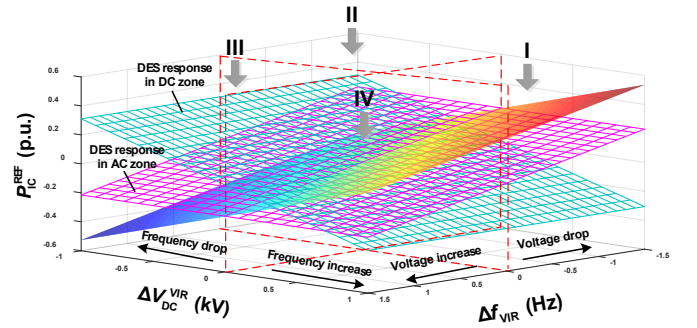 II
III
I
DES response
in DC zone
IV
DES response
in AC zone
P_IC^REF (p.u.)
0.6
0.4
0.2
0
-0.2
-0.4
-0.6
Frequency drop
Frequency increase
Voltage increase
Voltage drop
-1
-0.5
0
0.5
1
1.5
1
0.5
0
-0.5
-1
-1.5
ΔV_DC^VIR (kV)
Δf_VIR (Hz)